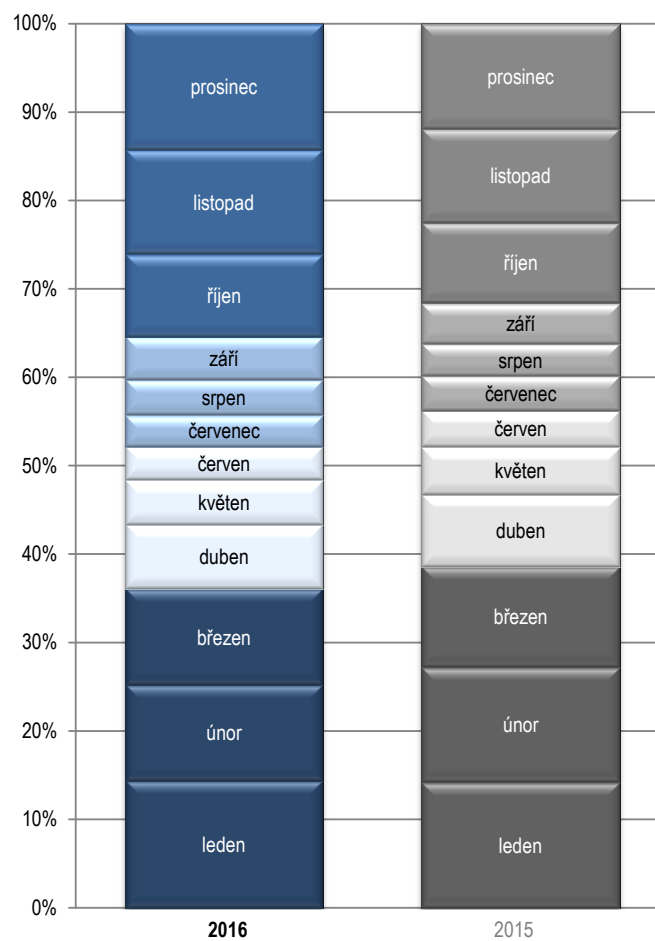 100%
prosinec
prosinec
90%
listopad
listopad
80%
říjen
říjen
70%
září
září
60%
srpen
srpen
červenec
červenec
50%
červen
červen
květen
květen
40%
duben
duben
30%
březen
březen
20%
únor
únor
10%
leden
leden
0%
2016
2015